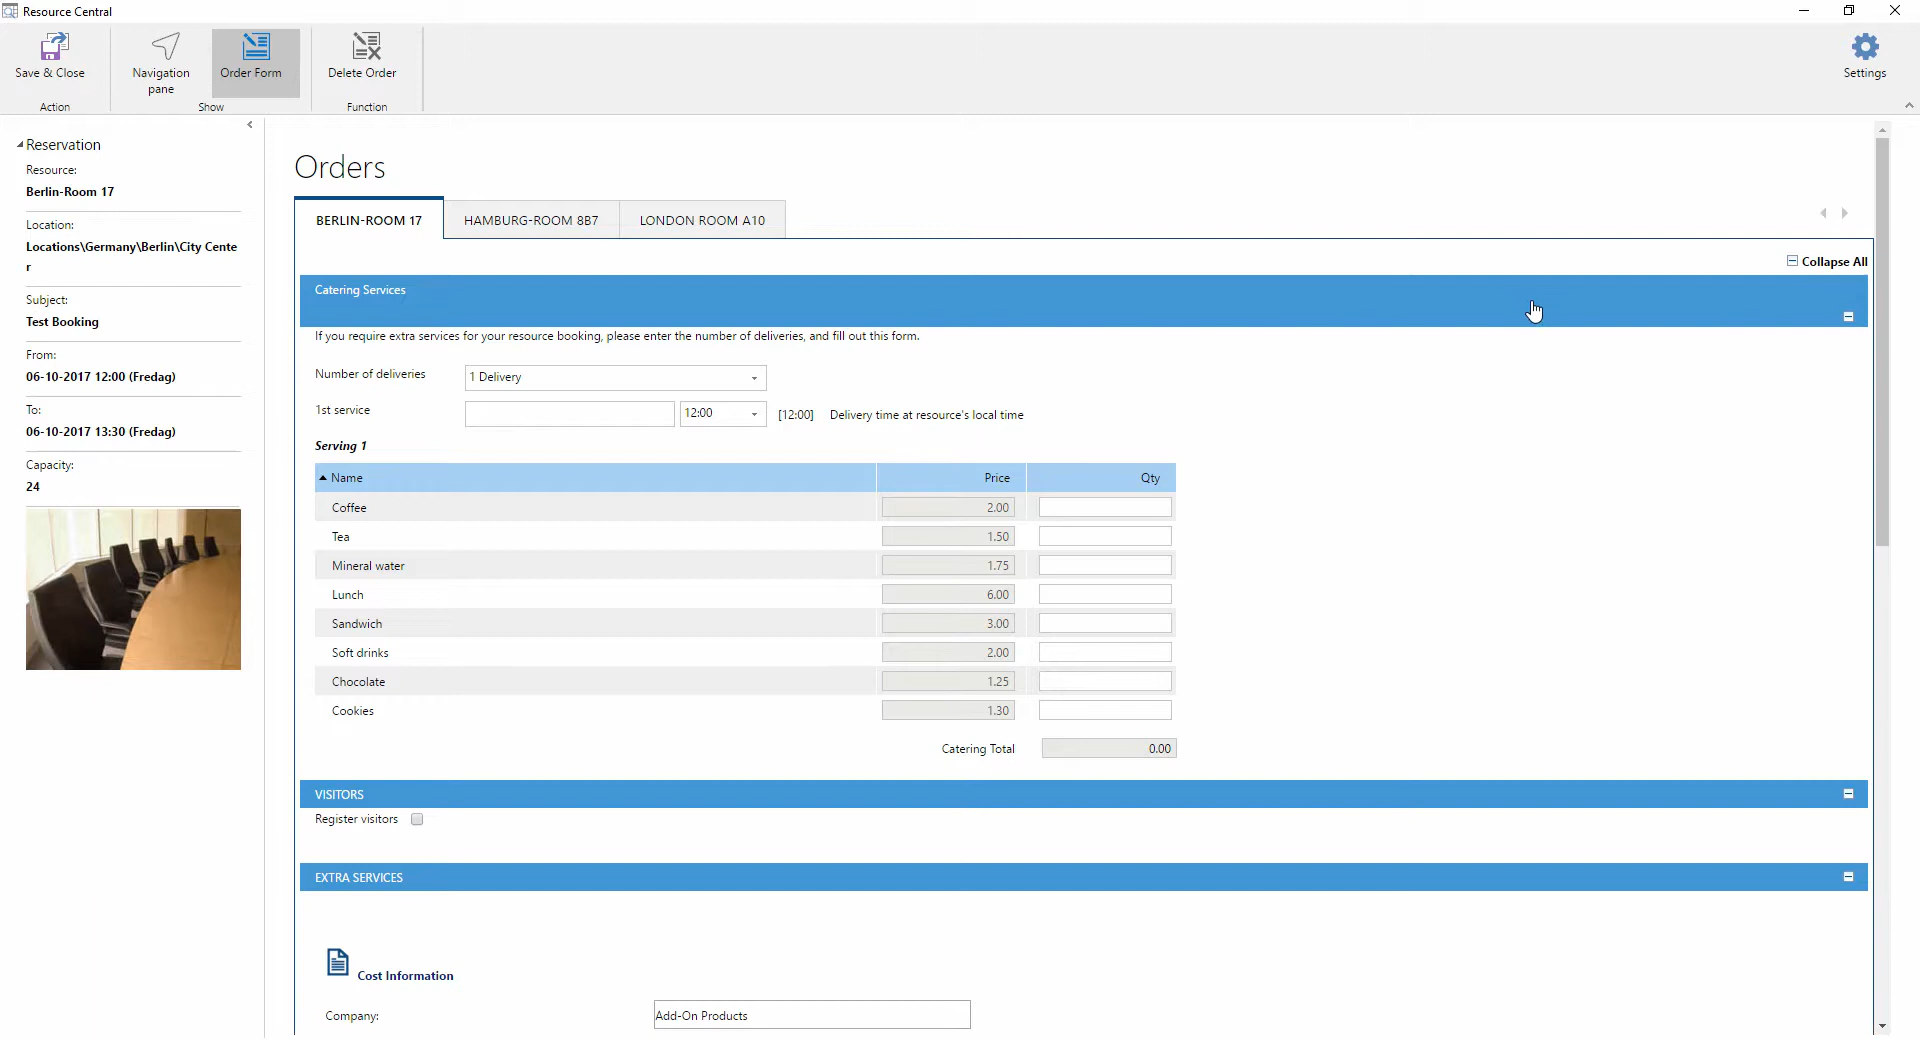 Resource Central
Save & Close
Navigation
pane
Order Form
Delete Order
Settings
Action
Show
Function
Reservation
Resource:
Berlin-Room 17
Location:
Locations\Germany\Berlin\City Cente
r
Subject:
Test Booking
From:
06-10-2017 12:00 (Fredag)
To:
06-10-2017 13:30 (Fredag)
Capacity:
24
Orders
BERLIN-ROOM 17 HAMBURG-ROOM 8B7 LONDON ROOM A10
Collapse All
Catering Services
If you require extra services for your resource booking, please enter the number of deliveries, and fill out this form.
Number of deliveries 1 Delivery
1st service 12:00 [12:00] Delivery time at resource's local time
Serving 1
Name Price Qty
Coffee 2.00
Tea 1.50
Mineral water 1.75
Lunch 6.00
Sandwich 3.00
Soft drinks 2.00
Chocolate 1.25
Cookies 1.30
Catering Total 0.00
VISITORS
Register visitors
EXTRA SERVICES
Cost Information
Company: Add-On Products